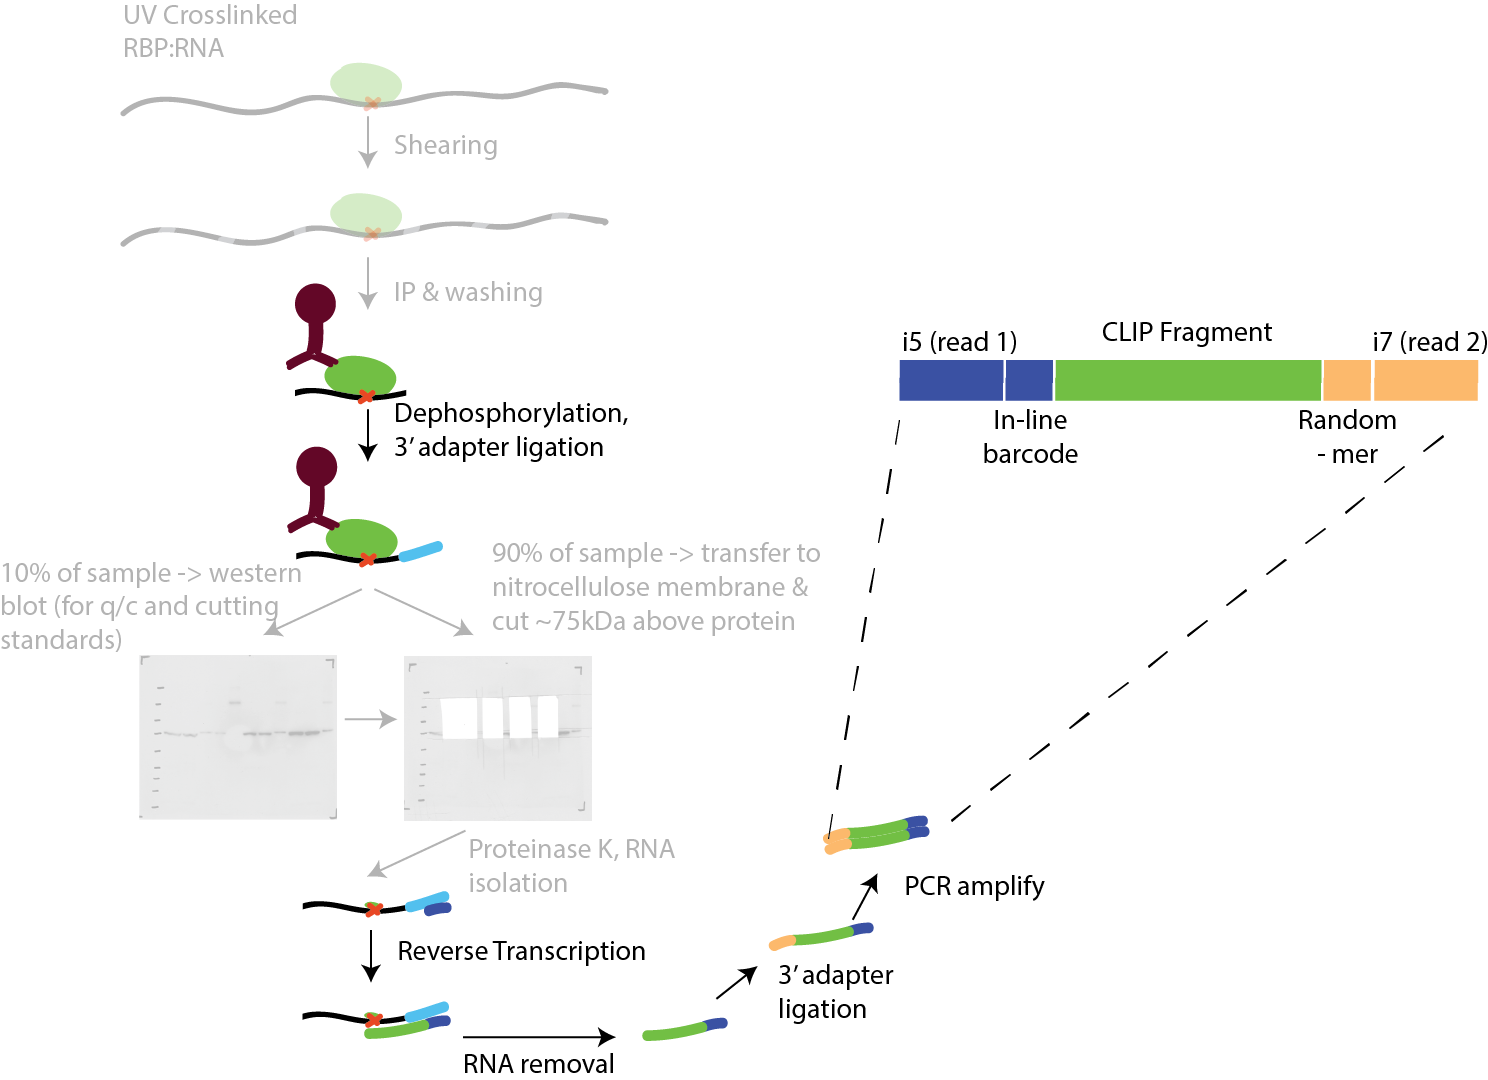 UV Crosslinked
RBP:RNA
Shearing
IP & washing
Dephosphorylation,
3’ adapter ligation
10% of sample -> western
blot (for q/c and cutting
standards)
90% of sample -> transfer to
nitrocellulose membrane &
cut ~75kDa above protein
Proteinase K, RNA
isolation
Reverse Transcription
RNA removal
3’ adapter
ligation
PCR amplify
i5 (read 1)
CLIP Fragment
i7 (read 2)
In-line
barcode
Random
- mer